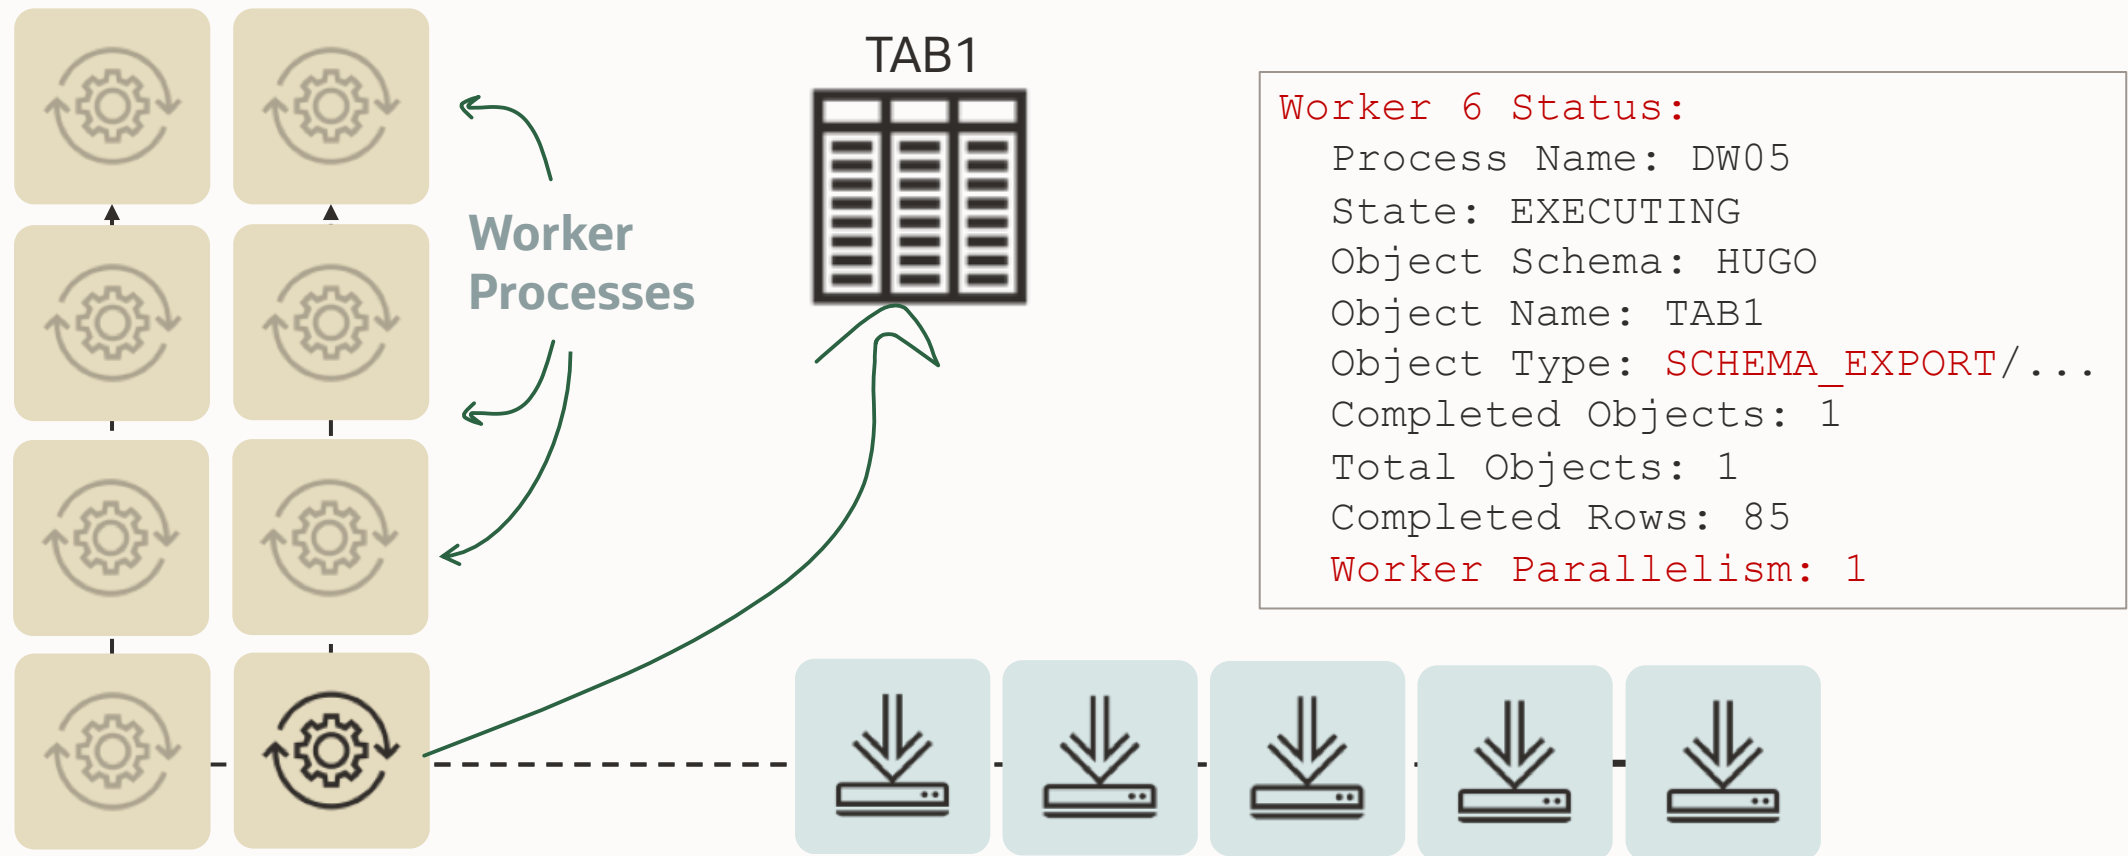 TAB1
Worker
Processes
Worker 6 Status:
Process Name: DW05
State: EXECUTING
Object Schema: HUGO
Object Name: TAB1
Object Type: SCHEMA_EXPORT/...
Completed Objects: 1
Total Objects: 1
Completed Rows: 85
Worker Parallelism: 1